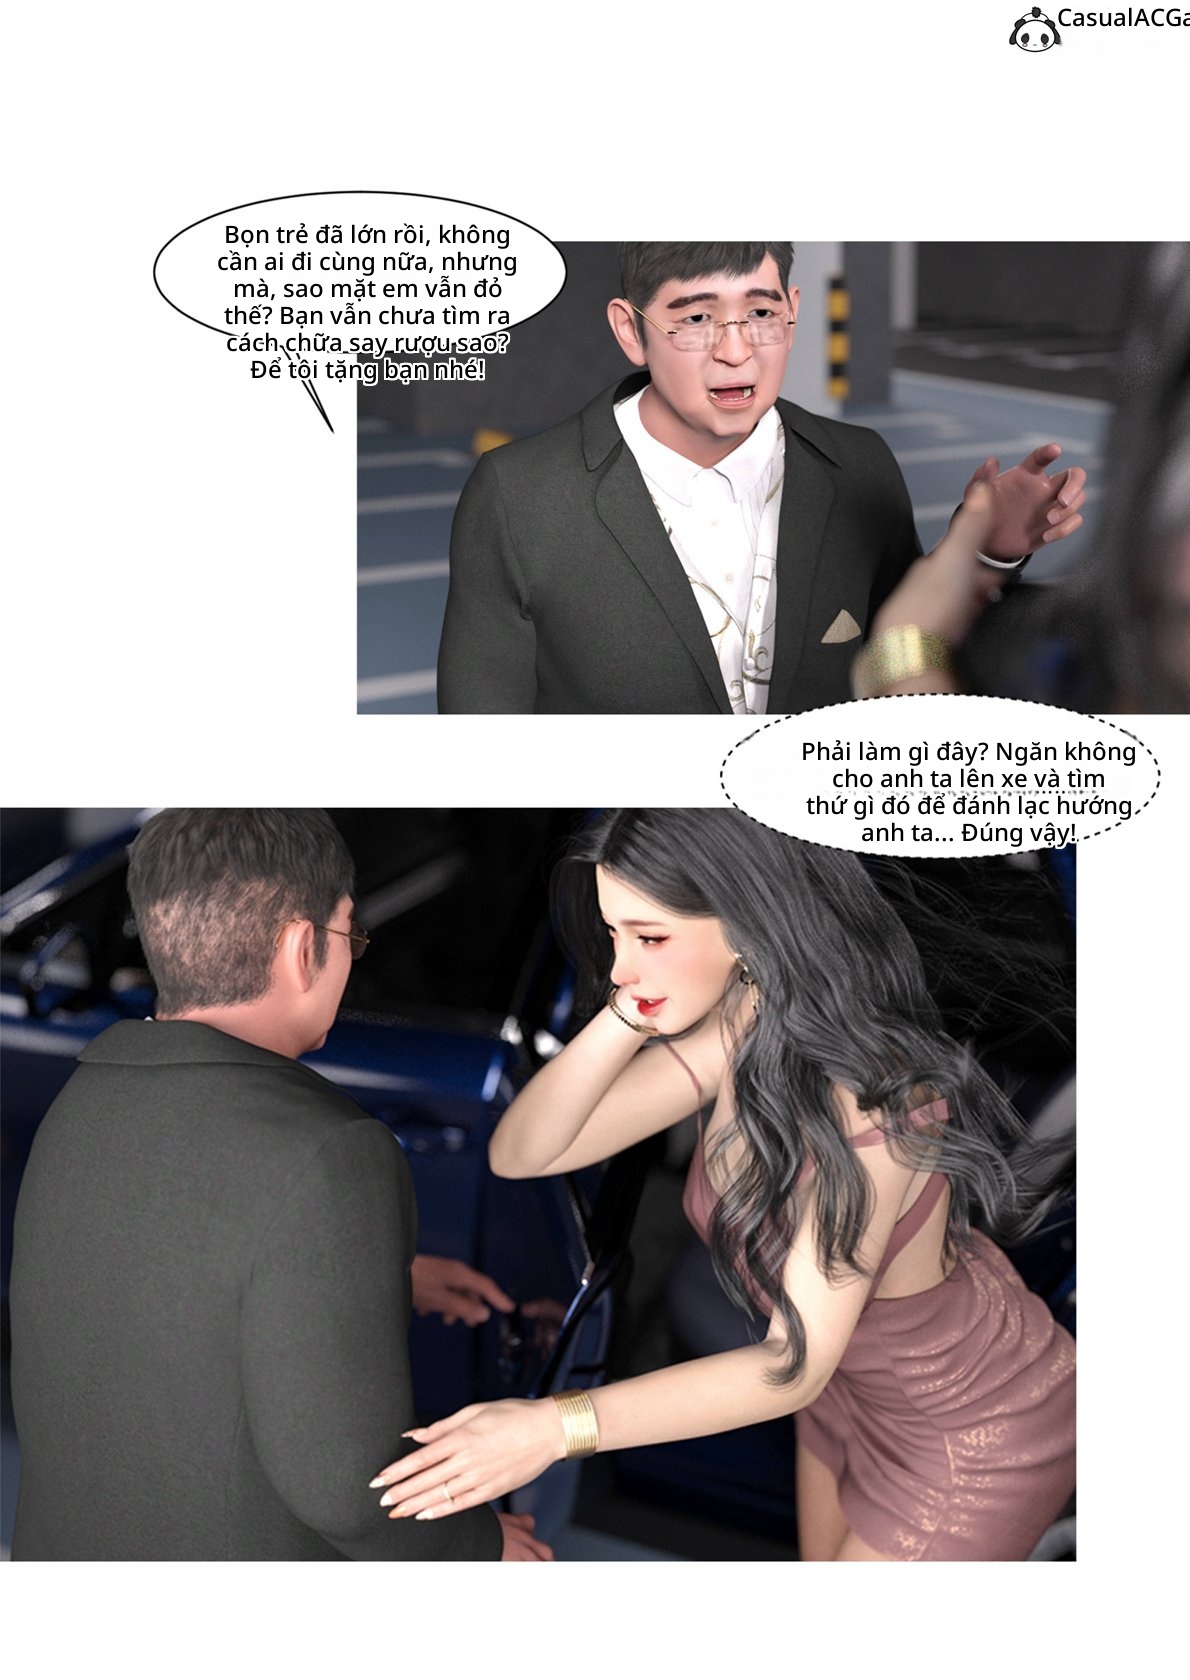 CasualACGa
Bọn trẻ đã lớn rồi, không
cần ai đi cùng nữa, nhưng
mà, sao mặt em vẫn đỏ
thế? Bạn vẫn chưa tìm ra
cách chữa say rượu sao?
Để tôi tặng bạn nhé!
Phải làm gì đây? Ngăn không
cho anh ta lên xe và tìm
thứ gì đó để đánh lạc hướng
anh ta... Đúng vậy!